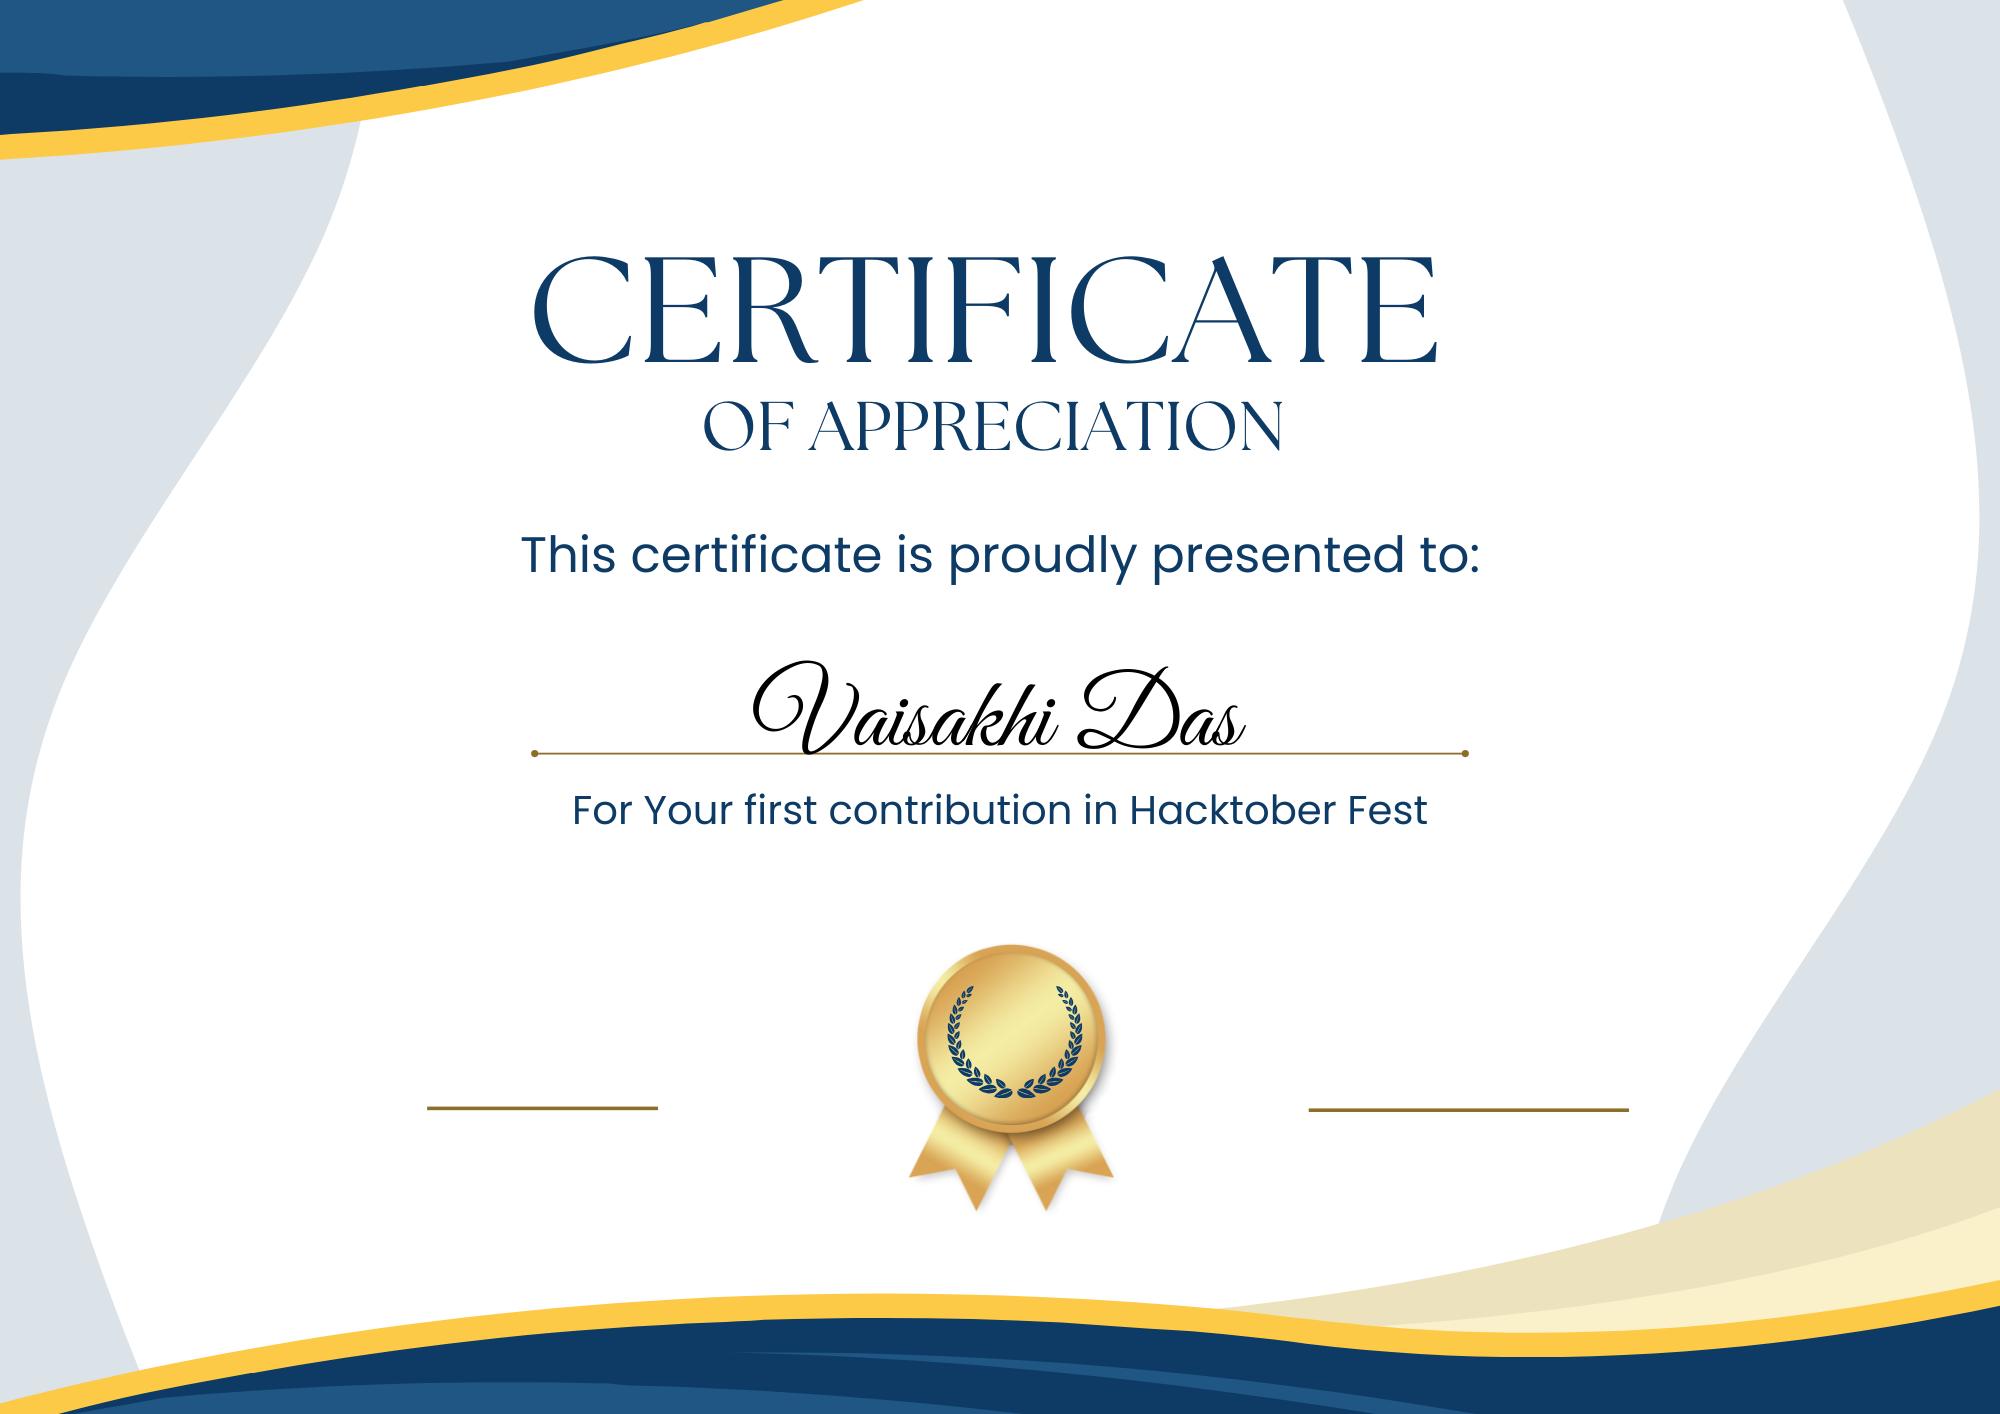 CERTIFICATE
OF APPRECIATION
This certificate is proudly presented to:
Vaisakhi Das
For Your first contribution in Hacktober Fest